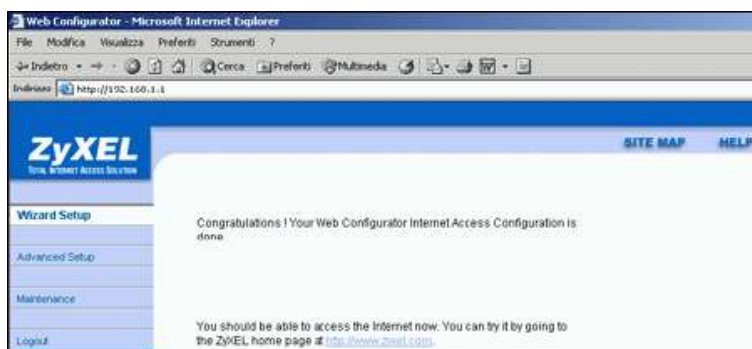 Web Configurator - Microsoft Internet Explorer
File Modifica Visualizza Preferiti Strumenti ?
Indietro Cerca Preferiti Multimedia
Indirizzo http://192.168.1.1
ZyXEL
TOTAL INTERNET ACCESS SOLUTION
SITE MAP HELP
Wizard Setup
Advanced Setup
Maintenance
Logout
Congratulations ! Your Web Configurator Internet Access Configuration is
done.
You should be able to access the Internet now. You can try it by going to
the ZyXEL home page at http://www.zyxel.com.